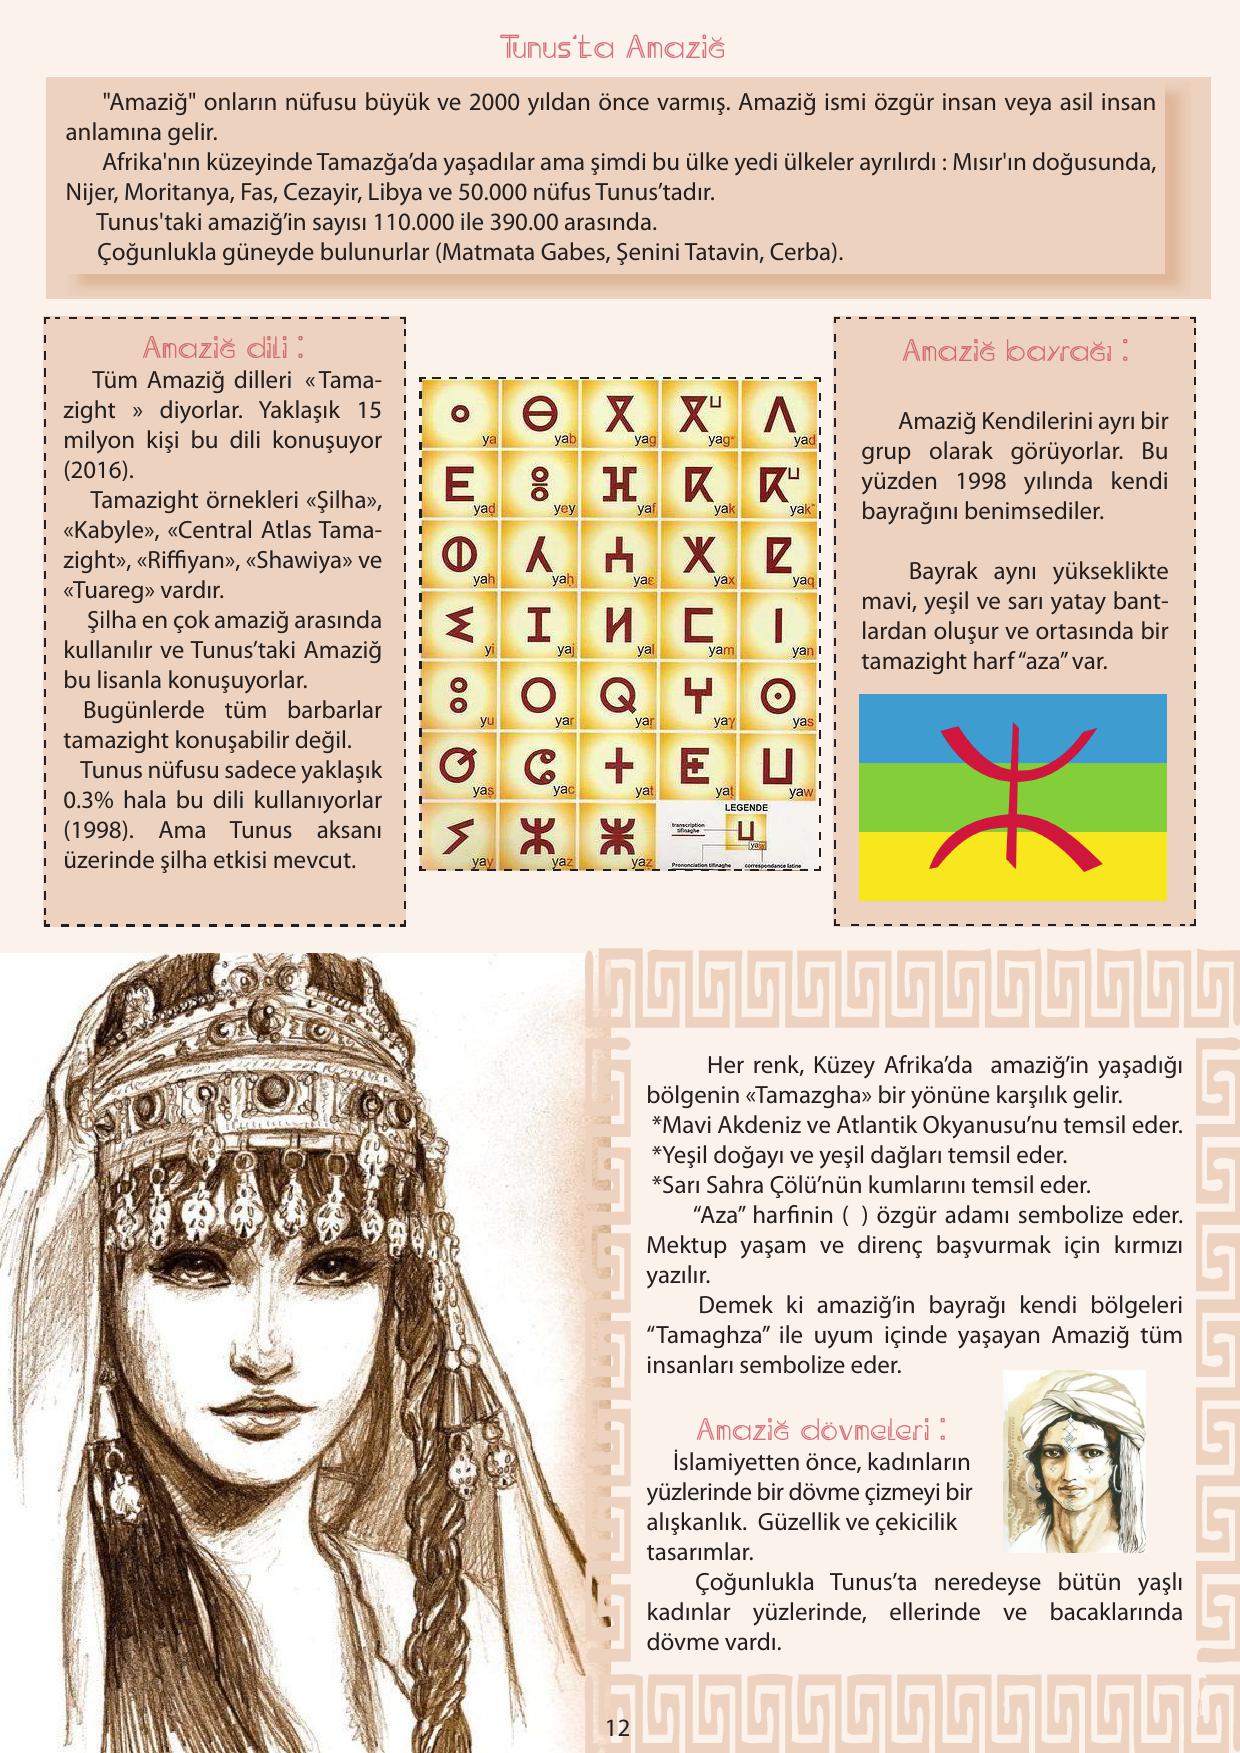 Tunus'ta Amaziğ
"Amaziğ" onların nüfusu büyük ve 2000 yıldan önce varmış. Amaziğ ismi özgür insan veya asil insan
anlamına gelir.
Afrika'nın küzeyinde Tamazğa’da yaşadılar ama şimdi bu ülke yedi ülkeler ayrılırdı : Mısır'ın doğusunda,
Nijer, Moritanya, Fas, Cezayir, Libya ve 50.000 nüfus Tunus’tadır.
Tunus'taki amaziğ’in sayısı 110.000 ile 390.00 arasında.
Çoğunlukla güneyde bulunurlar (Matmata Gabes, Şenini Tatavin, Cerba).
Amaziğ dili :
Tüm Amaziğ dilleri « Tama-
zight » diyorlar. Yaklaşık 15
milyon kişi bu dili konuşuyor
(2016).
Tamazight örnekleri «Şilha»,
«Kabyle», «Central Atlas Tama-
zight», «Riffiyan», «Shawiya» ve
«Tuareg» vardır.
Şilha en çok amaziğ arasında
kullanılır ve Tunus’taki Amaziğ
bu lisanla konuşuyorlar.
Bugünlerde tüm barbarlar
tamazight konuşabilir değil.
Tunus nüfusu sadece yaklaşık
0.3% hala bu dili kullanıyorlar
(1998). Ama Tunus aksanı
üzerinde şilha etkisi mevcut.
ⴰ ⴱ ⴳ ⴳⵯ ⴷ
ya yab yag yagʷ yad
ⴹ ⴻ ⴼ ⴽ ⴽⵯ
yaḍ yey yaf yak yakʷ
ⵀ ⵃ ⵄ ⵅ ⵇ
yah yaḥ yaε yax yaq
ⵉ ⵊ ⵍ ⵎ ⵏ
yi yaj yal yam yan
ⵓ ⵔ ⵕ ⵖ ⵙ
yu yar yaṛ yaγ yas
ⵚ ⵛ ⵜ ⵟ ⵡ
yaṣ yac yat yaṭ yaw
ⵢ ⵣ ⵥ
yay yaz yaẓ
LEGENDE
transcription
tifinaghe
ⵡ
yaw
Prononciation tifinaghe correspondance latine
Amaziğ bayrağı :
Amaziğ Kendilerini ayrı bir
grup olarak görüyorlar. Bu
yüzden 1998 yılında kendi
bayrağını benimsediler.
Bayrak aynı yükseklikte
mavi, yeşil ve sarı yatay bant-
lardan oluşur ve ortasında bir
tamazight harf “aza” var.
ⵣ
Her renk, Küzey Afrika’da amaziğ’in yaşadığı
bölgenin «Tamazgha» bir yönüne karşılık gelir.
*Mavi Akdeniz ve Atlantik Okyanusu’nu temsil eder.
*Yeşil doğayı ve yeşil dağları temsil eder.
*Sarı Sahra Çölü’nün kumlarını temsil eder.
“Aza” harfinin ( ) özgür adamı sembolize eder.
Mektup yaşam ve direnç başvurmak için kırmızı
yazılır.
Demek ki amaziğ’in bayrağı kendi bölgeleri
“Tamaghza” ile uyum içinde yaşayan Amaziğ tüm
insanları sembolize eder.
Amaziğ dövmeleri :
İslamiyetten önce, kadınların
yüzlerinde bir dövme çizmeyi bir
alışkanlık. Güzellik ve çekicilik
tasarımlar.
Çoğunlukla Tunus’ta neredeyse bütün yaşlı
kadınlar yüzlerinde, ellerinde ve bacaklarında
dövme vardı.
12